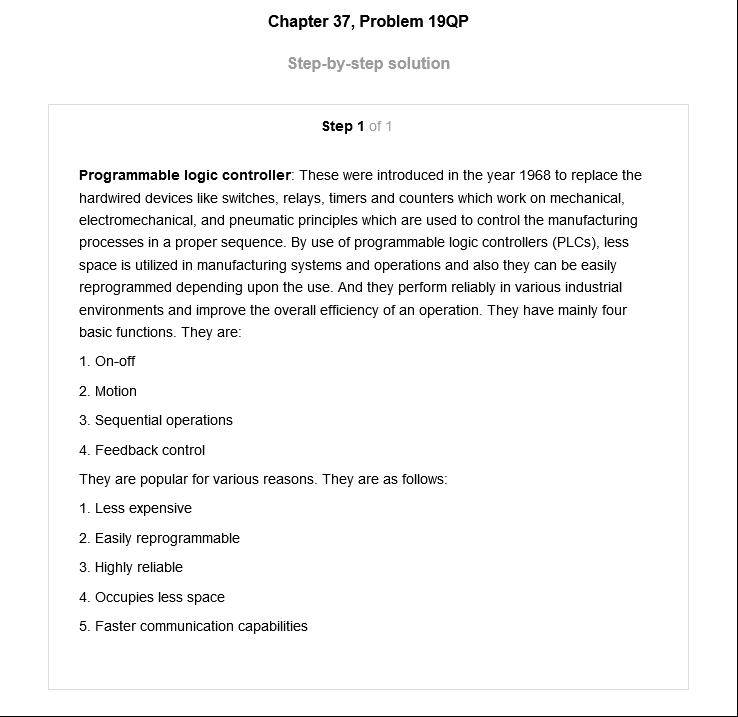 Chapter 37, Problem 19QP
Step-by-step solution
Step 1 of 1
Programmable logic controller: These were introduced in the year 1968 to replace the
hardwired devices like switches, relays, timers and counters which work on mechanical,
electromechanical, and pneumatic principles which are used to control the manufacturing
processes in a proper sequence. By use of programmable logic controllers (PLCs), less
space is utilized in manufacturing systems and operations and also they can be easily
reprogrammed depending upon the use. And they perform reliably in various industrial
environments and improve the overall efficiency of an operation. They have mainly four
basic functions. They are:
1. On-off
2. Motion
3. Sequential operations
4. Feedback control
They are popular for various reasons. They are as follows:
1. Less expensive
2. Easily reprogrammable
3. Highly reliable
4. Occupies less space
5. Faster communication capabilities